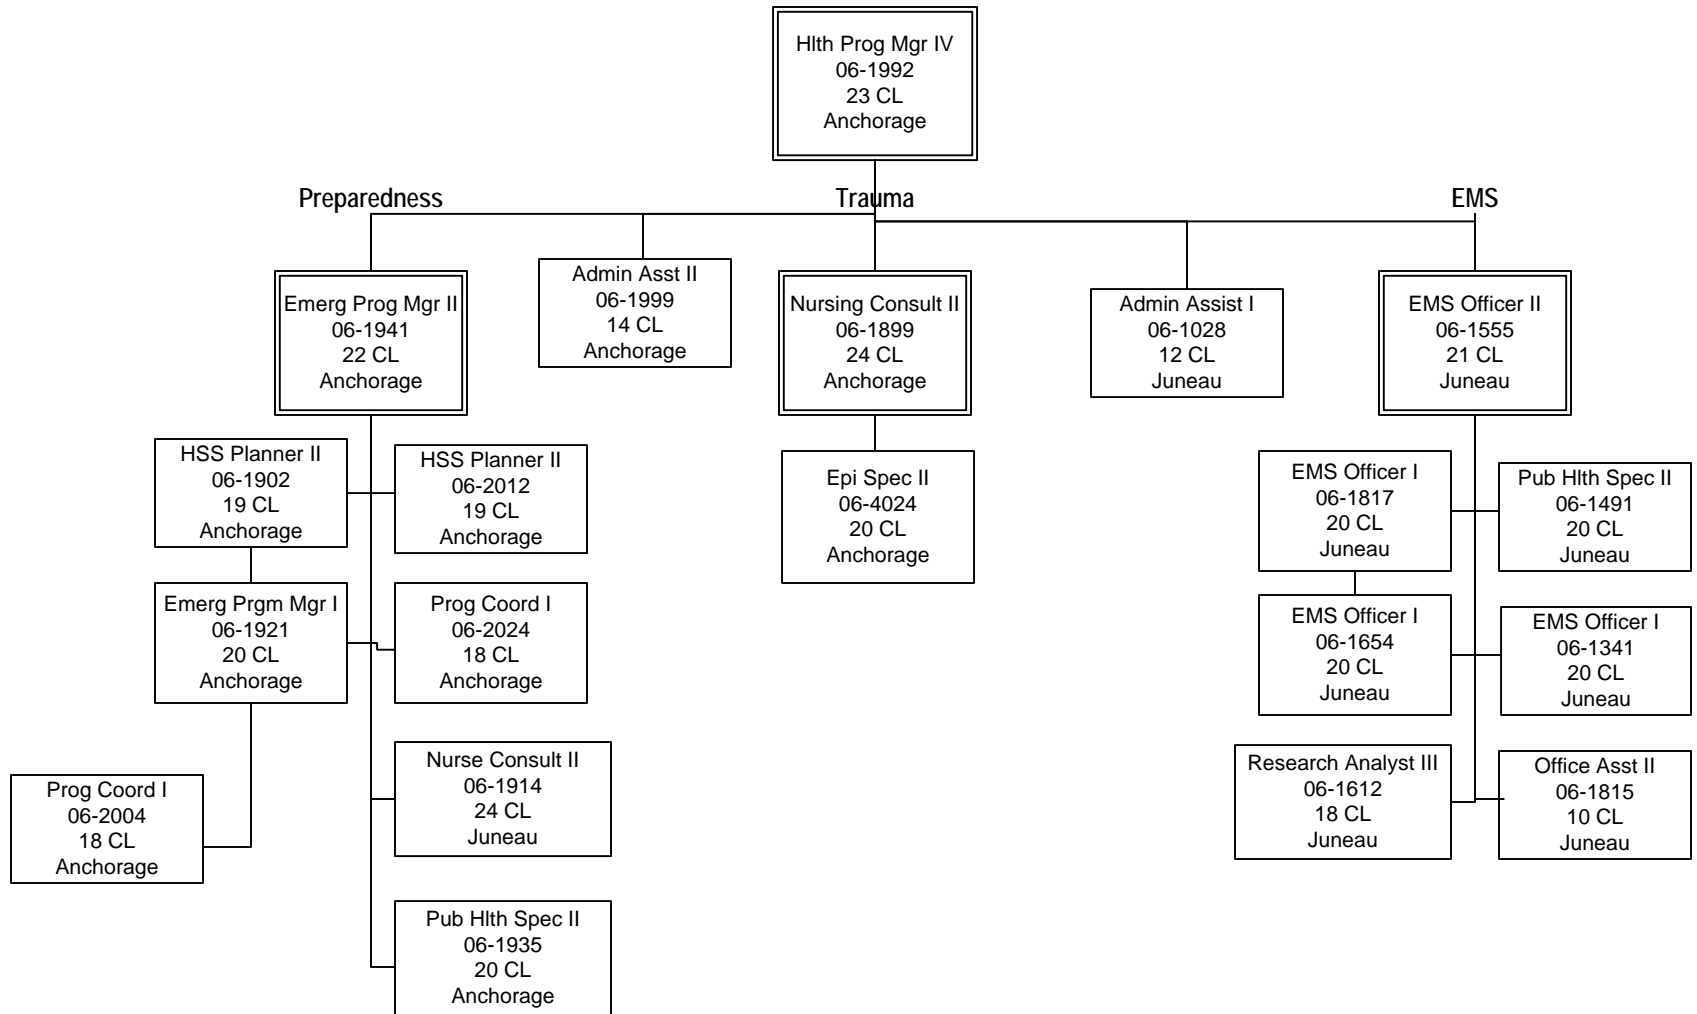 Hlth Prog Mgr IV
06-1992
23 CL
Anchorage
Preparedness
Trauma
EMS
Emerg Prog Mgr II
06-1941
22 CL
Anchorage
Admin Asst II
06-1999
14 CL
Anchorage
Nursing Consult II
06-1899
24 CL
Anchorage
Admin Assist I
06-1028
12 CL
Juneau
EMS Officer II
06-1555
21 CL
Juneau
HSS Planner II
06-1902
19 CL
Anchorage
HSS Planner II
06-2012
19 CL
Anchorage
Epi Spec II
06-4024
20 CL
Anchorage
EMS Officer I
06-1817
20 CL
Juneau
Pub Hlth Spec II
06-1491
20 CL
Juneau
Emerg Prgm Mgr I
06-1921
20 CL
Anchorage
Prog Coord I
06-2024
18 CL
Anchorage
EMS Officer I
06-1654
20 CL
Juneau
EMS Officer I
06-1341
20 CL
Juneau
Prog Coord I
06-2004
18 CL
Anchorage
Nurse Consult II
06-1914
24 CL
Juneau
Research Analyst III
06-1612
18 CL
Juneau
Office Asst II
06-1815
10 CL
Juneau
Pub Hlth Spec II
06-1935
20 CL
Anchorage